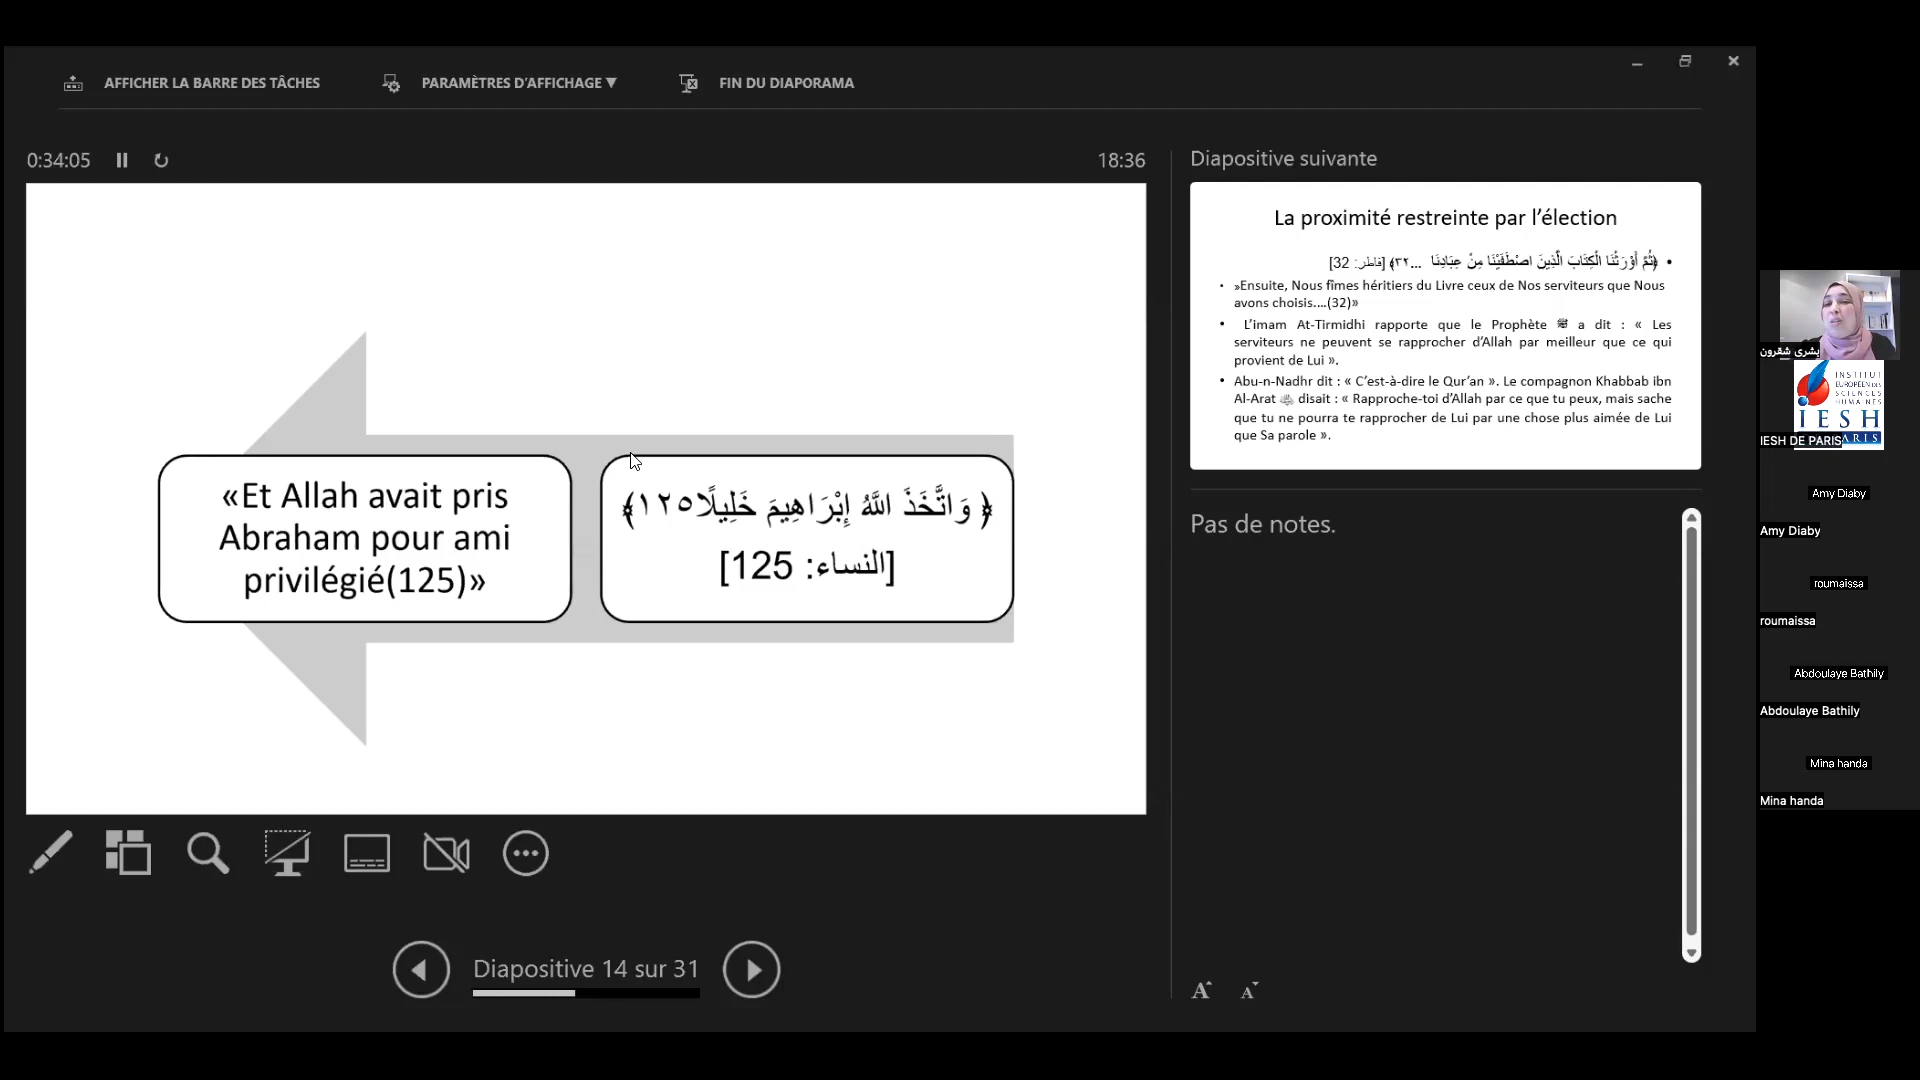 AFFICHER LA BARRE DES TÂCHES
PARAMÈTRES D'AFFICHAGE ▼
FIN DU DIAPORAMA
0:34:05
18:36
﴿ وَاتَّخَذَ اللَّهُ إِبْرَاهِيمَ خَلِيلًا١٢٥﴾
[النساء: 125]
«Et Allah avait pris
Abraham pour ami
privilégié(125)»
Diapositive 14 sur 31
Diapositive suivante
La proximité restreinte par l'élection
• ﴿ثُمَّ أَوْرَثْنَا الْكِتَابَ الَّذِينَ اصْطَفَيْنَا مِنْ عِبَادِنَا ...٣٢﴾ [فاطر: 32]
• »Ensuite, Nous fîmes héritiers du Livre ceux de Nos serviteurs que Nous
avons choisis....(32)»
• L'imam At-Tirmidhi rapporte que le Prophète ﷺ a dit : « Les
serviteurs ne peuvent se rapprocher d'Allah par meilleur que ce qui
provient de Lui ».
• Abu-n-Nadhr dit : « C'est-à-dire le Qur'an ». Le compagnon Khabbab ibn
Al-Arat disait : « Rapproche-toi d'Allah par ce que tu peux, mais sache
que tu ne pourra te rapprocher de Lui par une chose plus aimée de Lui
que Sa parole ».
Pas de notes.
A A
بشرى شقرون
INSTITUT
EUROPÉEN DES
SCIENCES
HUMAINES
IESH
PARIS
IESH DE PARIS
Amy Diaby
Amy Diaby
roumaissa
roumaissa
Abdoulaye Bathily
Abdoulaye Bathily
Mina handa
Mina handa